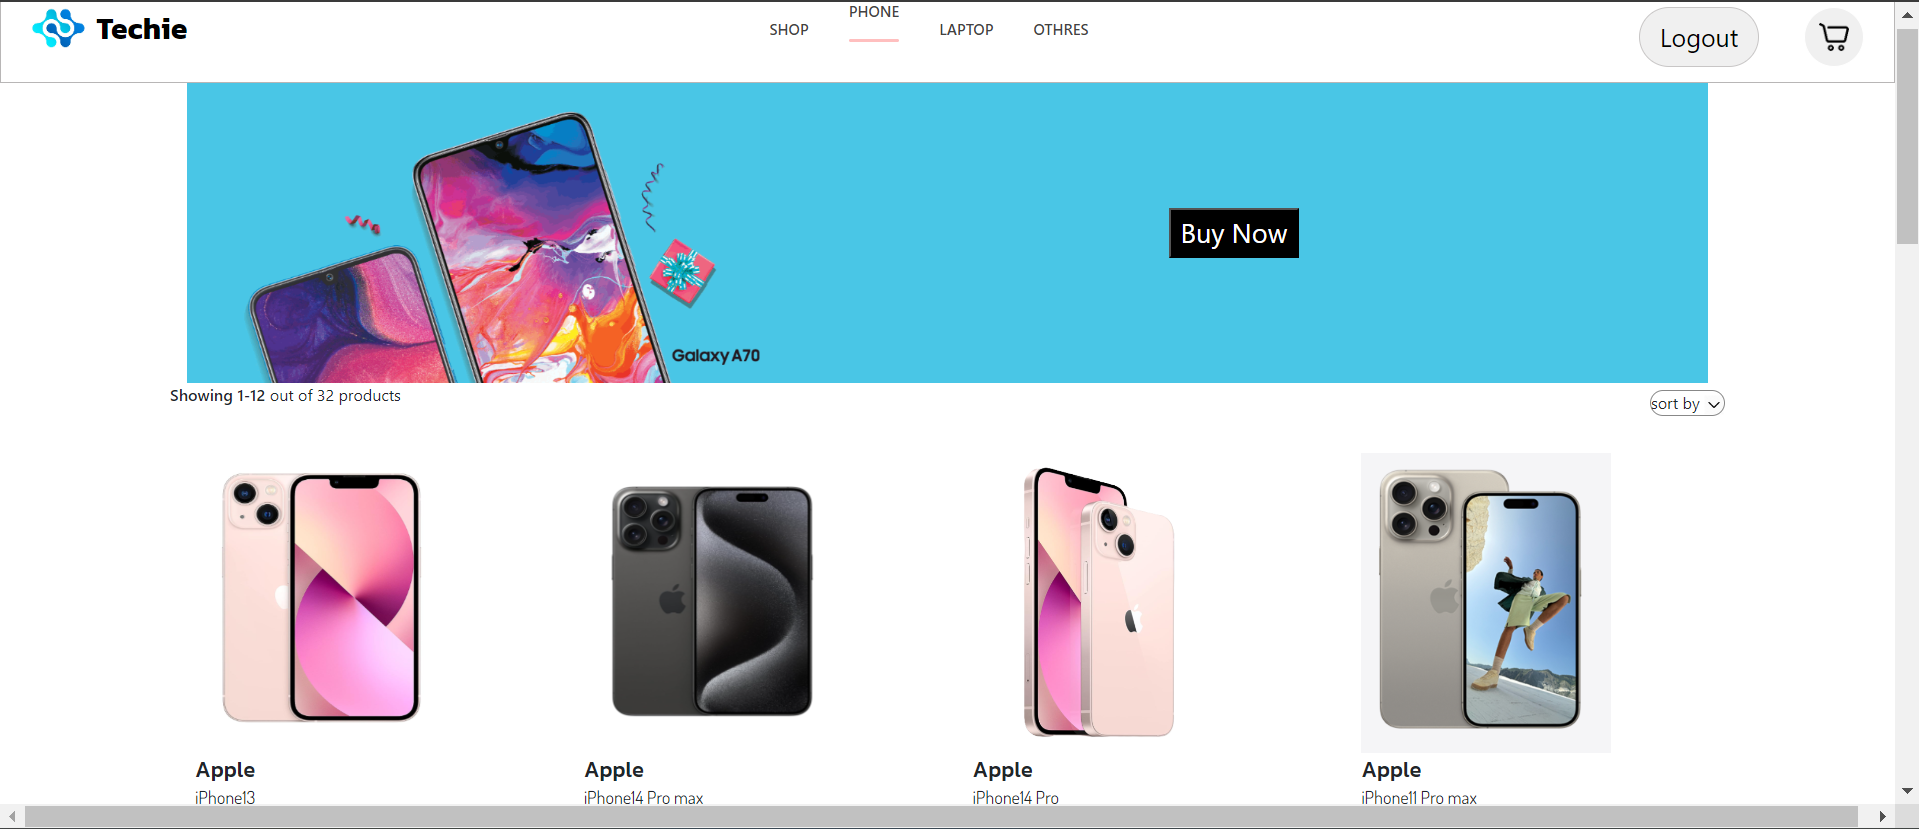 Techie
SHOP
PHONE
LAPTOP
OTHRES
Logout
Buy Now
Galaxy A70
Showing 1-12 out of 32 products
sort by
Apple
iPhone13
Apple
iPhone14 Pro max
Apple
iPhone14 Pro
Apple
iPhone11 Pro max